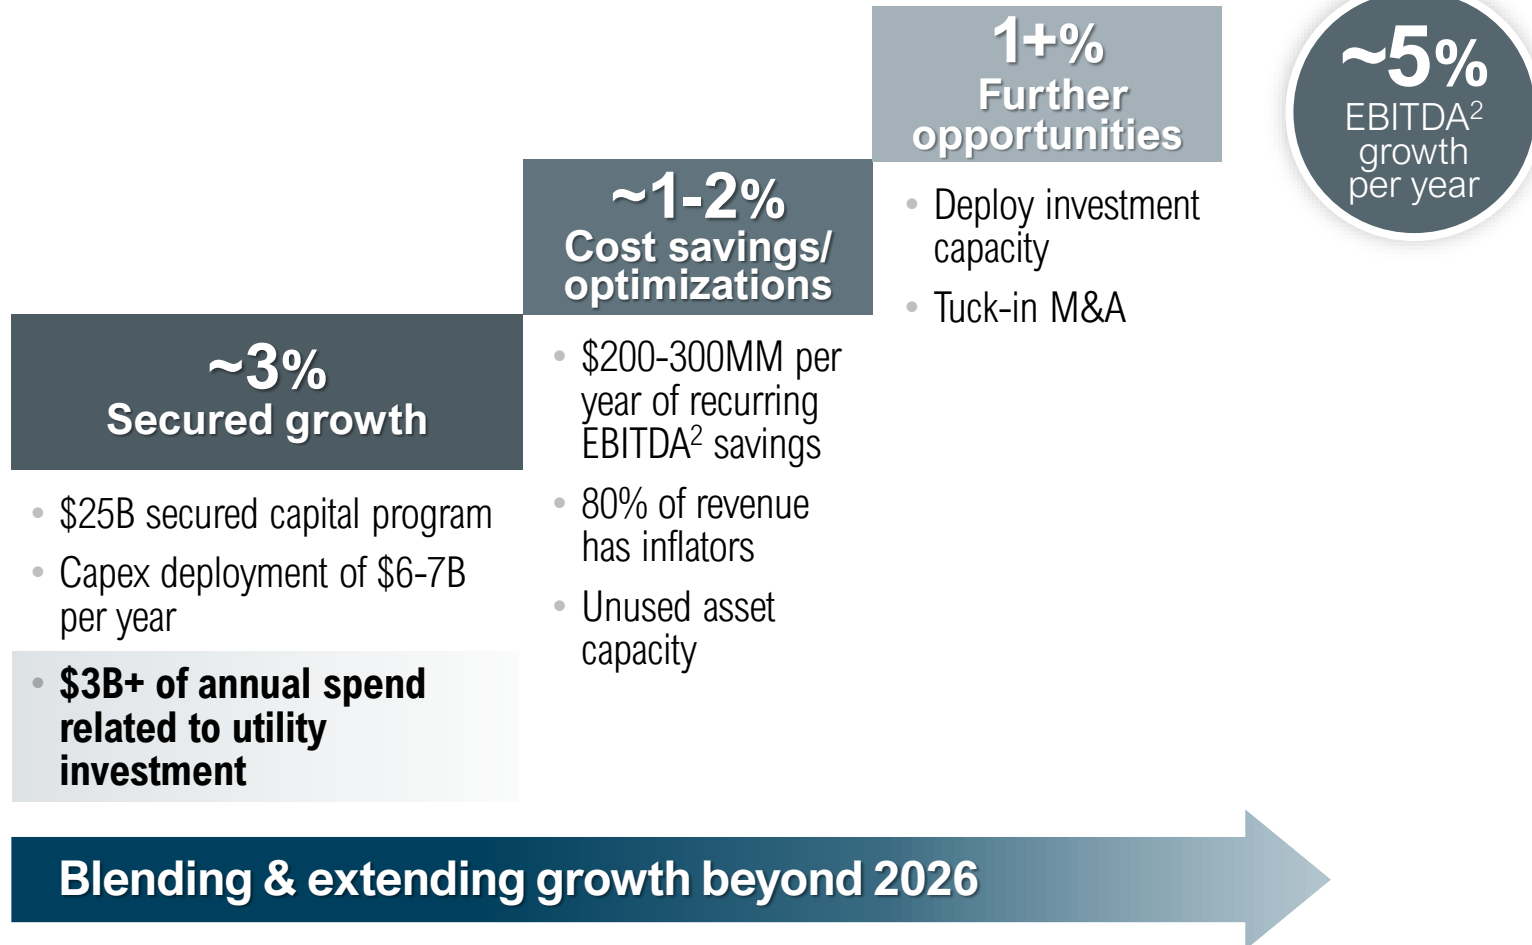 ~3%
Secured growth
• $25B secured capital program
• Capex deployment of $6-7B
per year
• $3B+ of annual spend
related to utility
investment
~1-2%
Cost savings/
optimizations
• $200-300MM per
year of recurring
EBITDA² savings
• 80% of revenue
has inflators
• Unused asset
capacity
1+%
Further
opportunities
• Deploy investment
capacity
• Tuck-in M&A
~5%
EBITDA²
growth
per year
Blending & extending growth beyond 2026